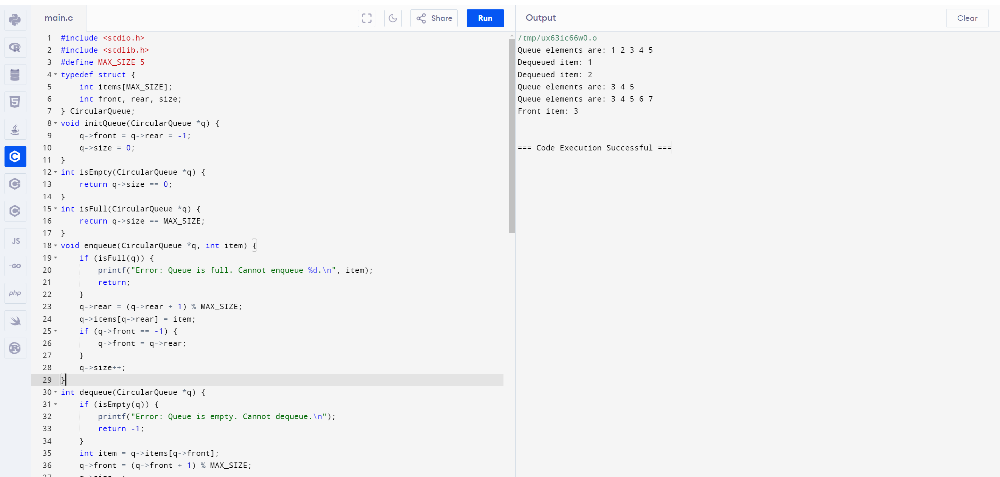 main.c
Share
Run
Output
Clear
1 #include <stdio.h>
2 #include <stdlib.h>
3 #define MAX_SIZE 5
4 typedef struct {
5     int items[MAX_SIZE];
6     int front, rear, size;
7 } CircularQueue;
8 void initQueue(CircularQueue *q) {
9     q->front = q->rear = -1;
10     q->size = 0;
11 }
12 int isEmpty(CircularQueue *q) {
13     return q->size == 0;
14 }
15 int isFull(CircularQueue *q) {
16     return q->size == MAX_SIZE;
17 }
18 void enqueue(CircularQueue *q, int item) {
19     if (isFull(q)) {
20         printf("Error: Queue is full. Cannot enqueue %d.\n", item);
21         return;
22     }
23     q->rear = (q->rear + 1) % MAX_SIZE;
24     q->items[q->rear] = item;
25     if (q->front == -1) {
26         q->front = q->rear;
27     }
28     q->size++;
29 }
30 int dequeue(CircularQueue *q) {
31     if (isEmpty(q)) {
32         printf("Error: Queue is empty. Cannot dequeue.\n");
33         return -1;
34     }
35     int item = q->items[q->front];
36     q->front = (q->front + 1) % MAX_SIZE;
/tmp/ux63ic66w0.o
Queue elements are: 1 2 3 4 5
Dequeued item: 1
Dequeued item: 2
Queue elements are: 3 4 5
Queue elements are: 3 4 5 6 7
Front item: 3
=== Code Execution Successful ===
R
5
C
C
C
JS
GO
php
R